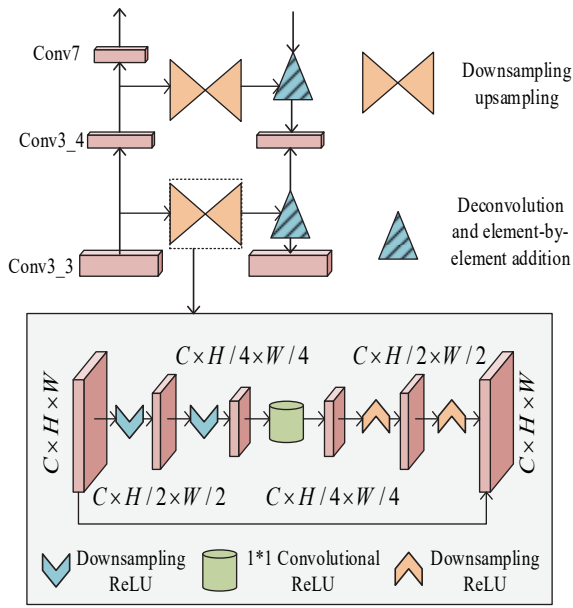 Conv7
Downsampling
upsampling
Conv3_4
Deconvolution
and element-by-
element addition
Conv3_3
C×H/4×W/4
C×H/2×W/2
C×H×W
C×H×W
C×H/2×W/2
C×H/4×W/4
Downsampling
ReLU
1*1 Convolutional
ReLU
Downsampling
ReLU